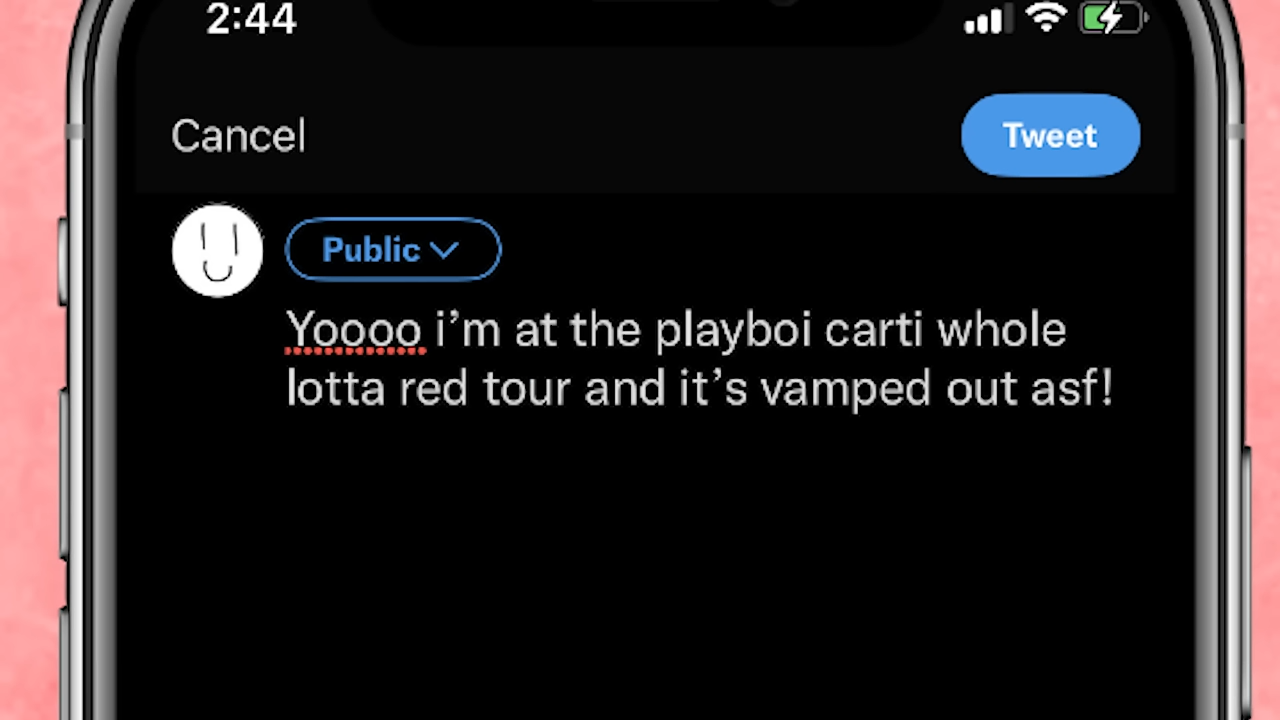 2:44
Cancel
Tweet
Public
Yoooo i’m at the playboi carti whole
lotta red tour and it’s vamped out asf!